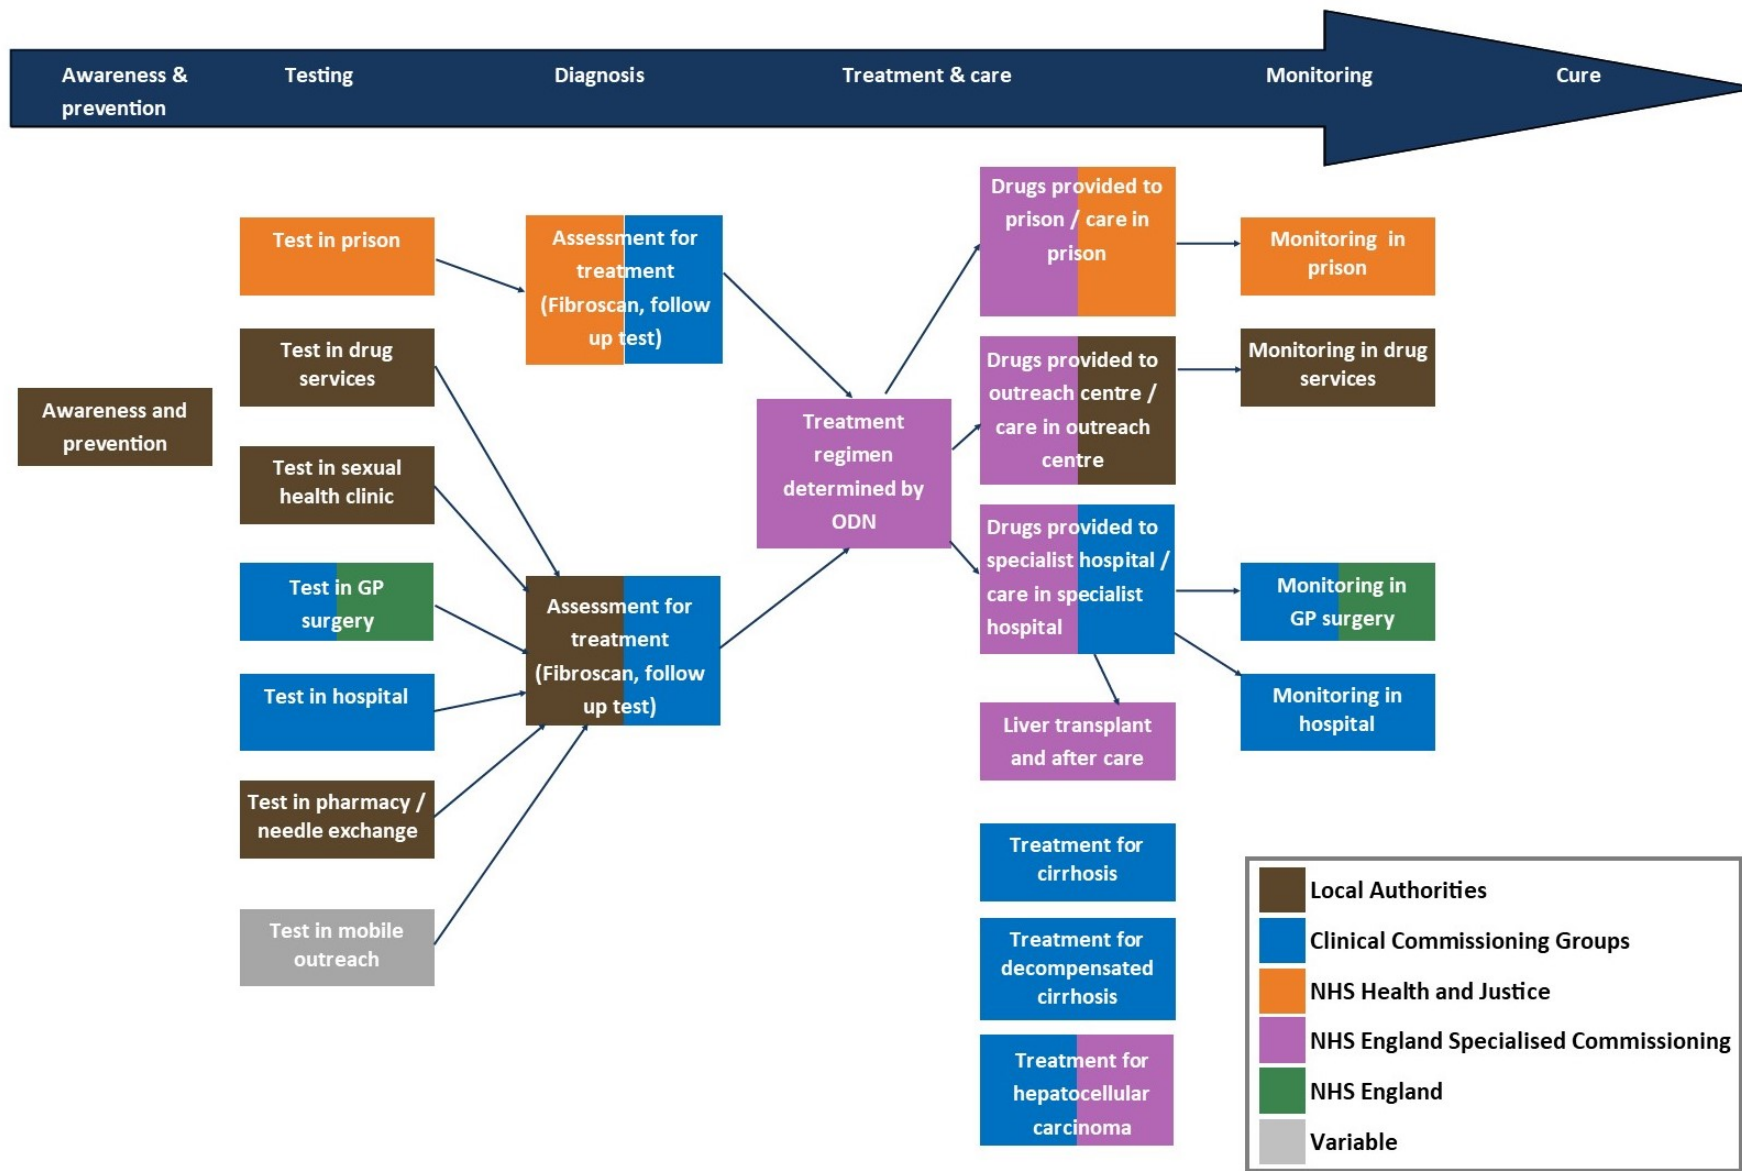 Awareness &
prevention
Testing
Diagnosis
Treatment & care
Monitoring
Cure
Awareness and
prevention
Test in prison
Test in drug
services
Test in sexual
health clinic
Test in GP
surgery
Test in hospital
Test in pharmacy /
needle exchange
Test in mobile
outreach
Assessment for
treatment
(Fibroscan, follow
up test)
Assessment for
treatment
(Fibroscan, follow
up test)
Treatment
regimen
determined by
ODN
Drugs provided to
prison / care in
prison
Drugs provided to
outreach centre /
care in outreach
centre
Drugs provided to
specialist hospital /
care in specialist
hospital
Liver transplant
and after care
Treatment for
cirrhosis
Treatment for
decompensated
cirrhosis
Treatment for
hepatocellular
carcinoma
Monitoring in
prison
Monitoring in drug
services
Monitoring in
GP surgery
Monitoring in
hospital
Local Authorities
Clinical Commissioning Groups
NHS Health and Justice
NHS England Specialised Commissioning
NHS England
Variable